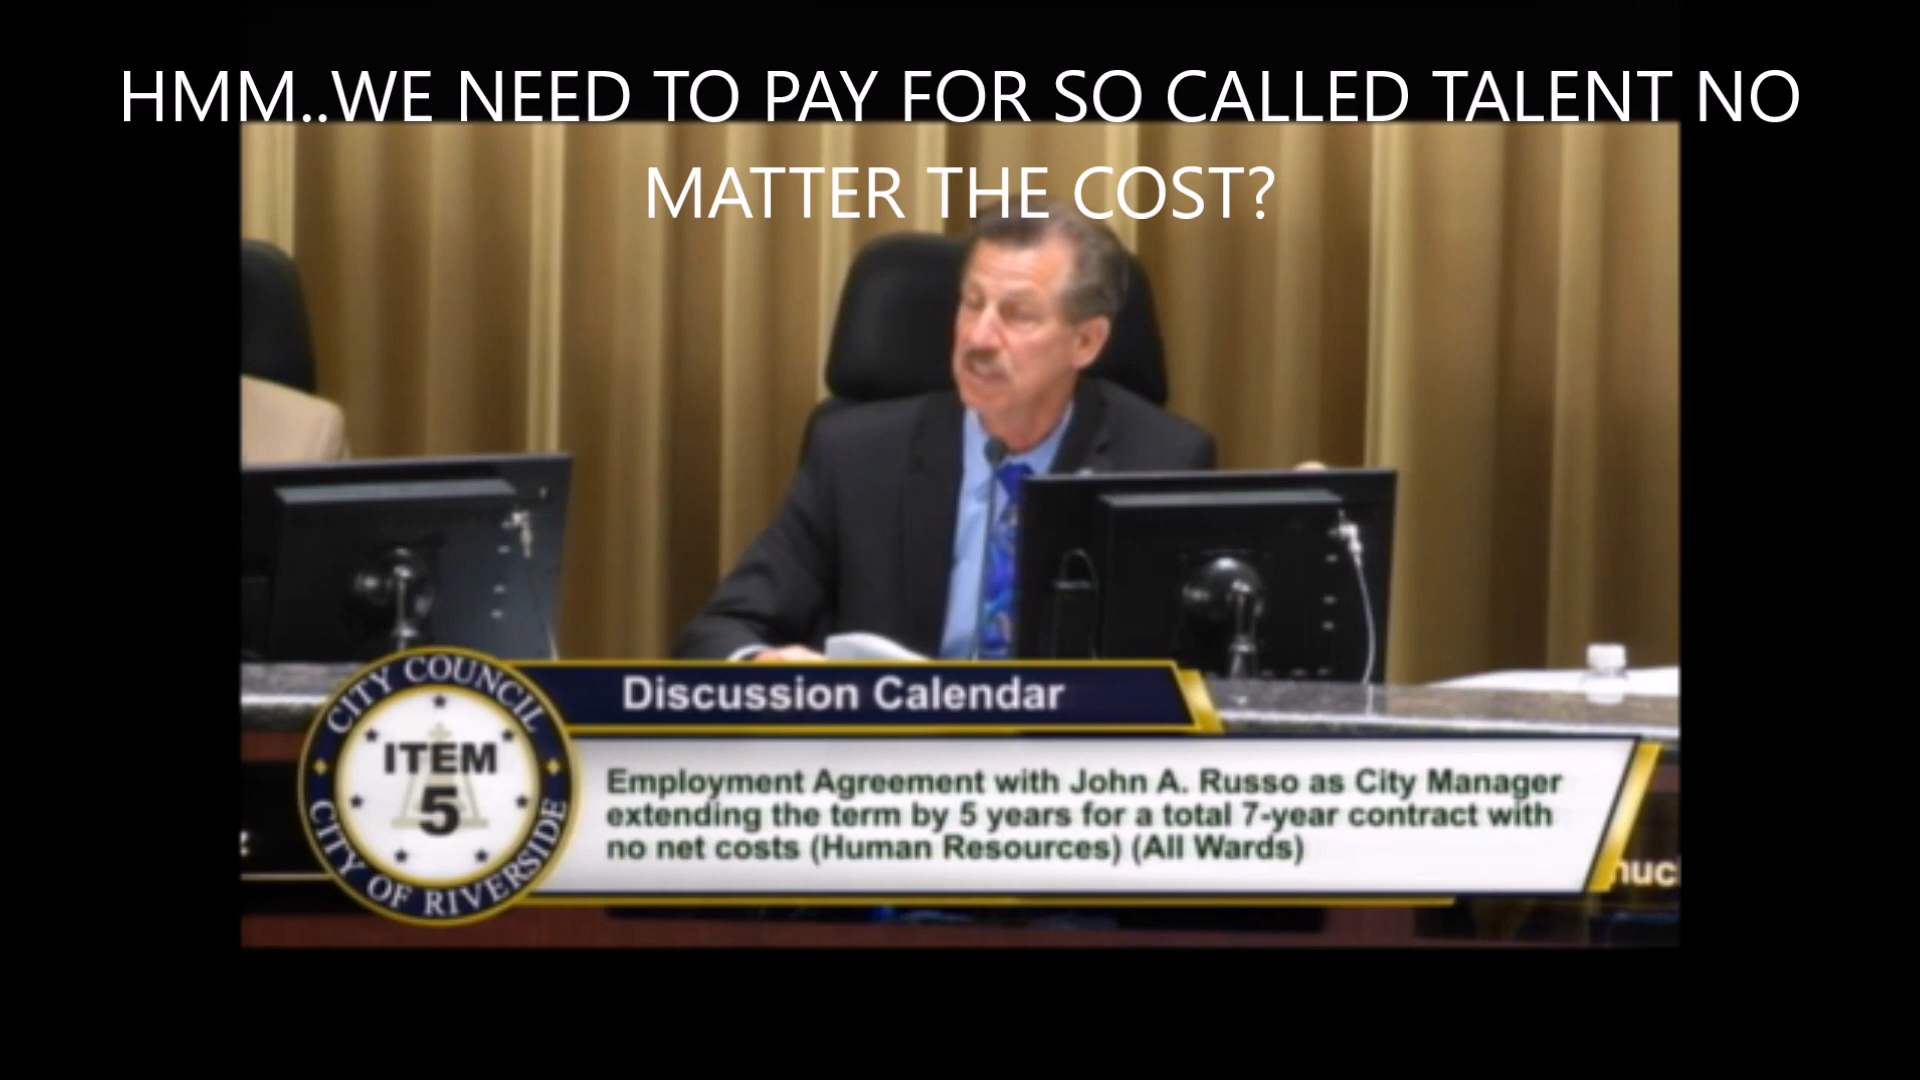 HMM..WE NEED TO PAY FOR SO CALLED TALENT NO
MATTER THE COST?
Discussion Calendar
CITY COUNCIL
ITEM
5
CITY OF RIVERSIDE
Employment Agreement with John A. Russo as City Manager
extending the term by 5 years for a total 7-year contract with
no net costs (Human Resources) (All Wards)